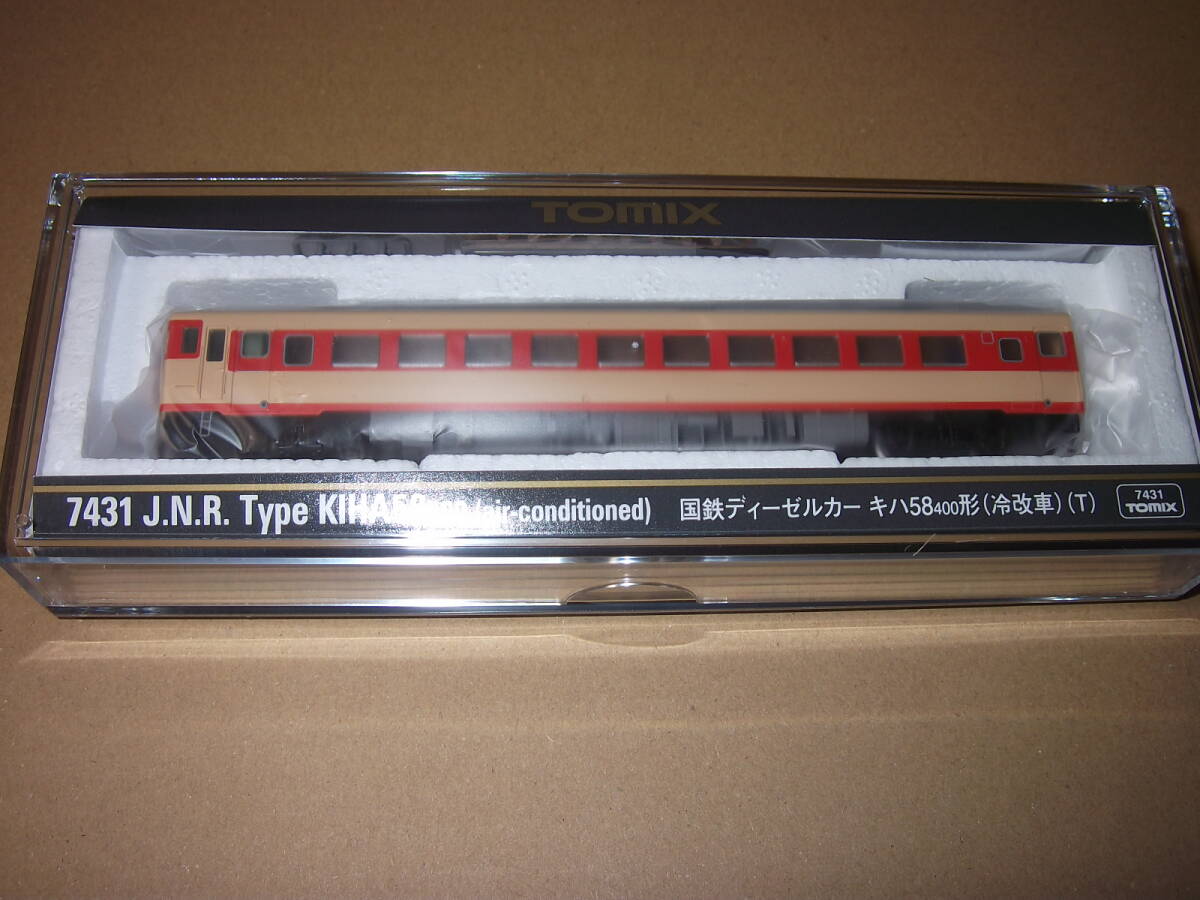 TOMIX
7431 J.N.R. Type KIHA58 (air-conditioned) 国鉄ディーゼルカー キハ58400形(冷改車)(T)
7431
TOMIX